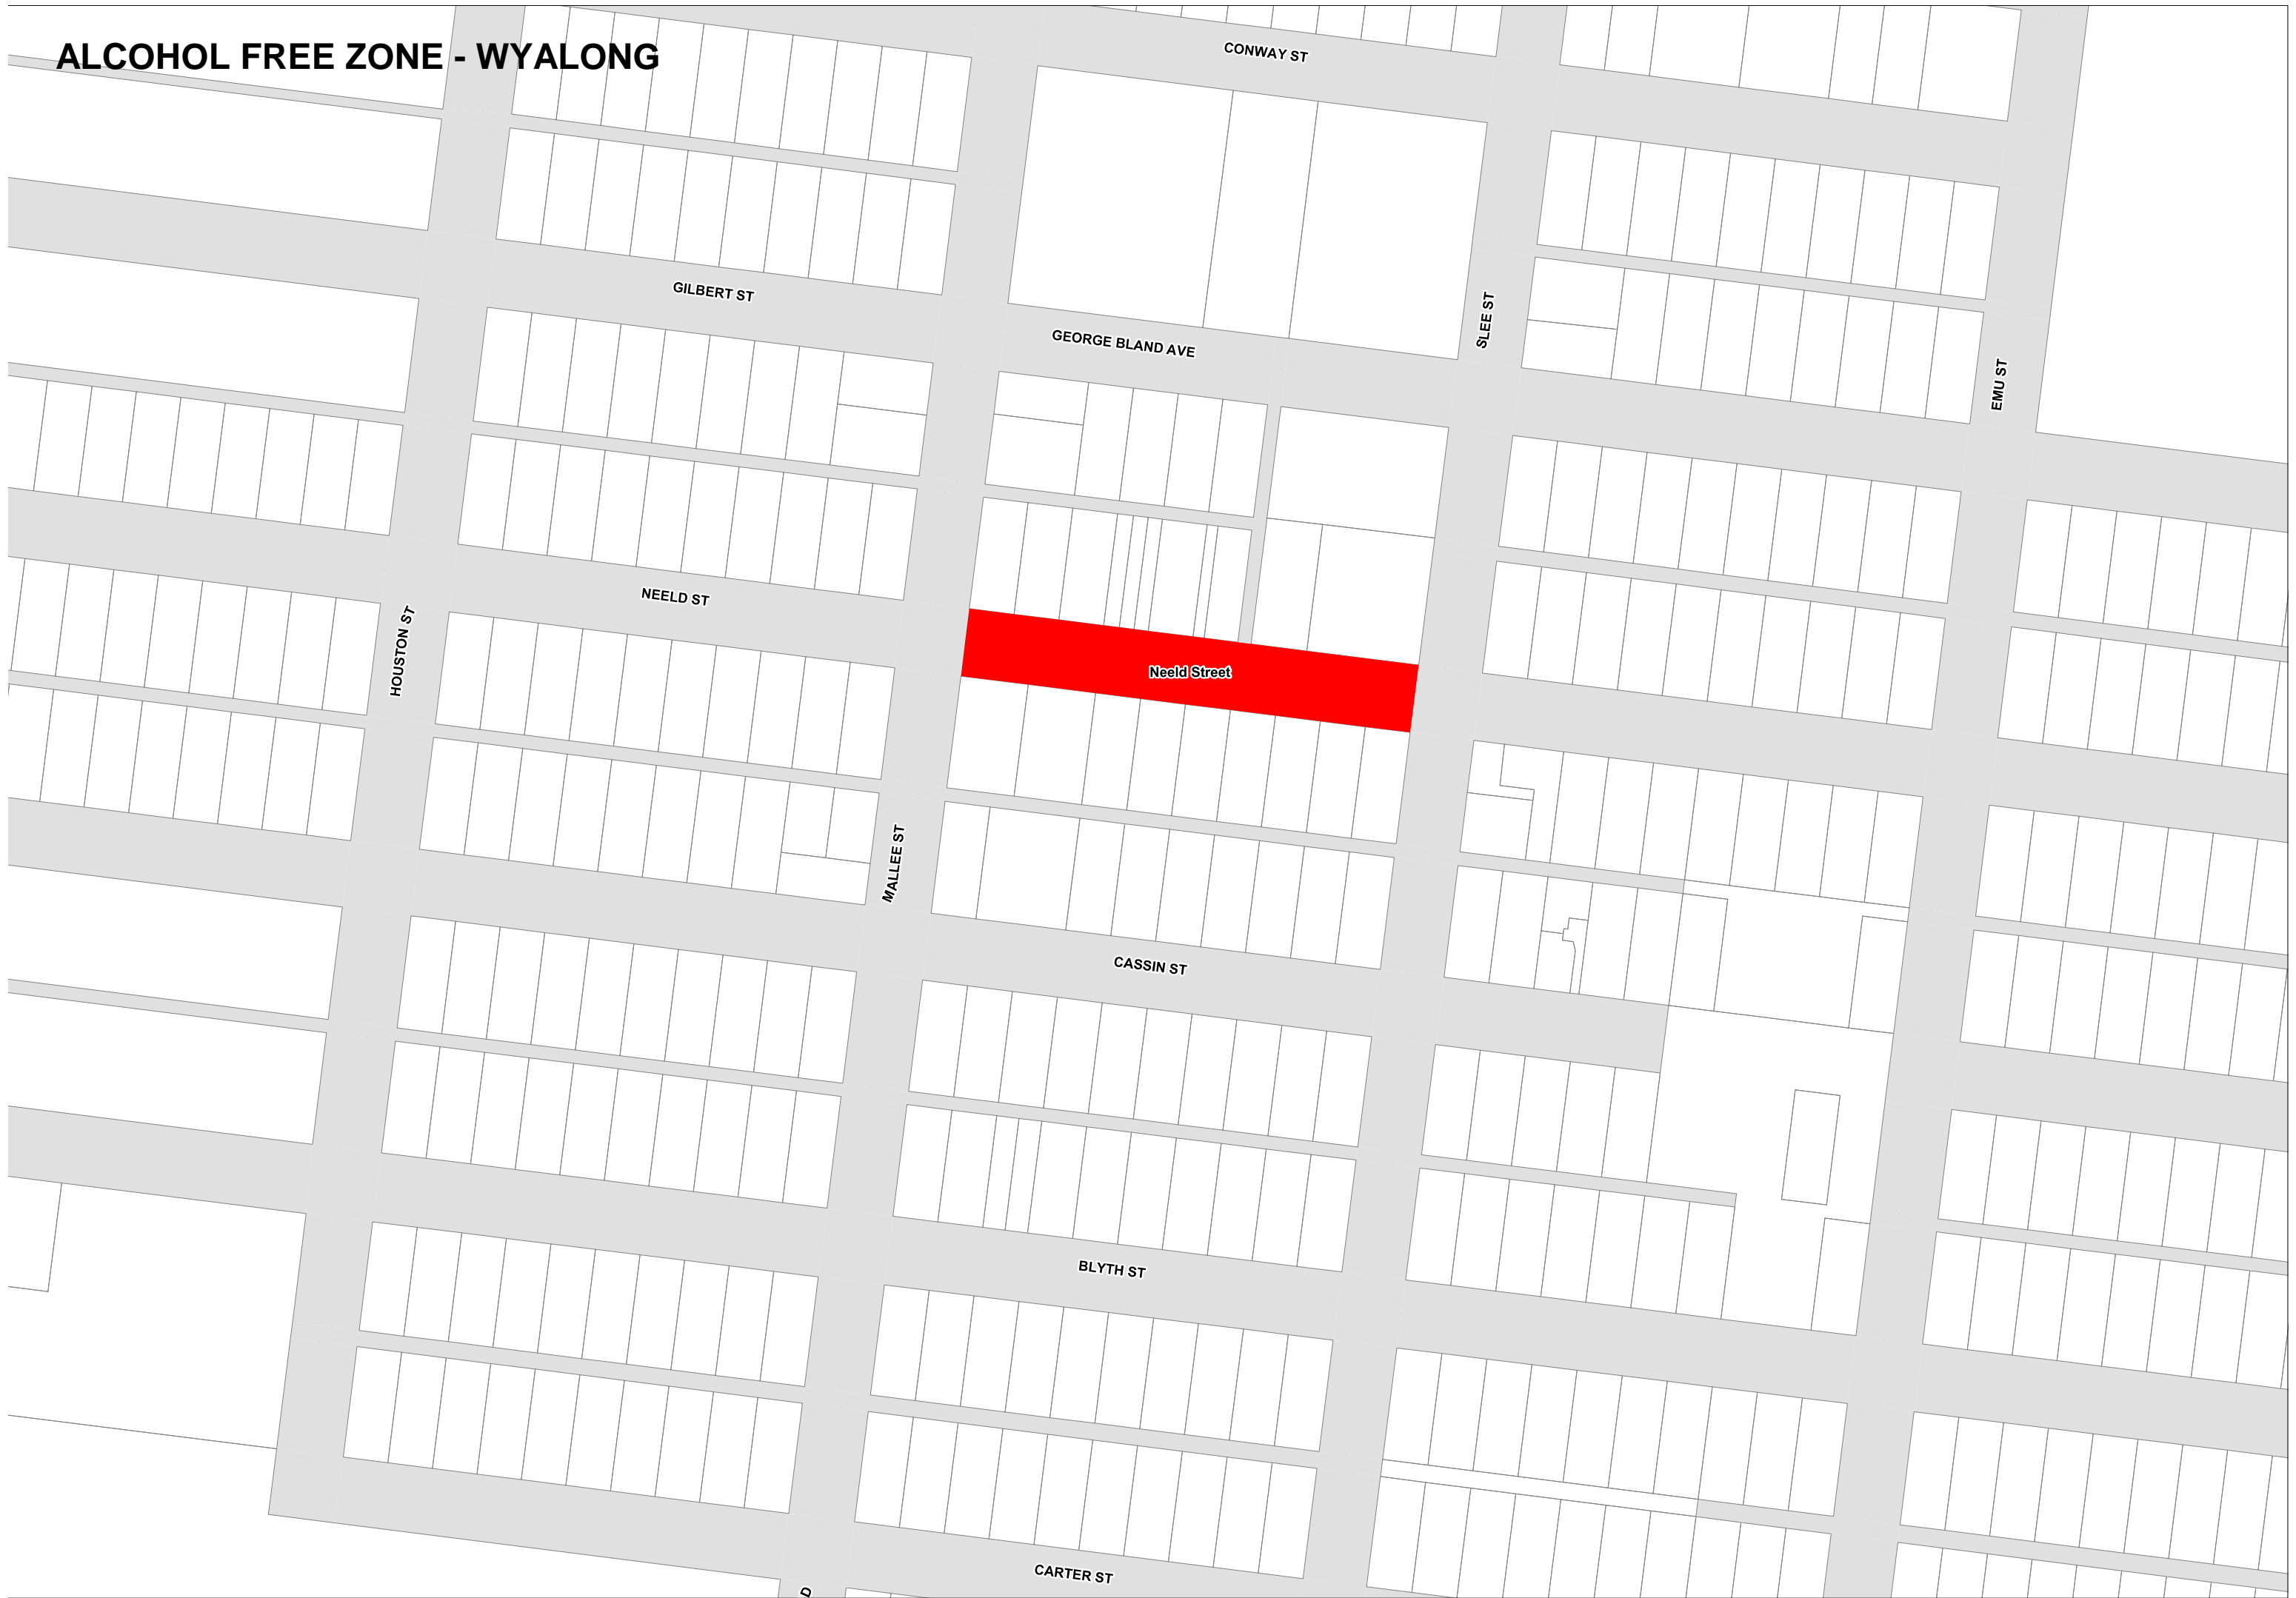 ALCOHOL FREE ZONE - WYALONG
CONWAY ST
GILBERT ST
GEORGE BLAND AVE
SLEE ST
EMU ST
NEELD ST
HOUSTON ST
Neeld Street
MALLEE ST
CASSIN ST
BLYTH ST
CARTER ST
D